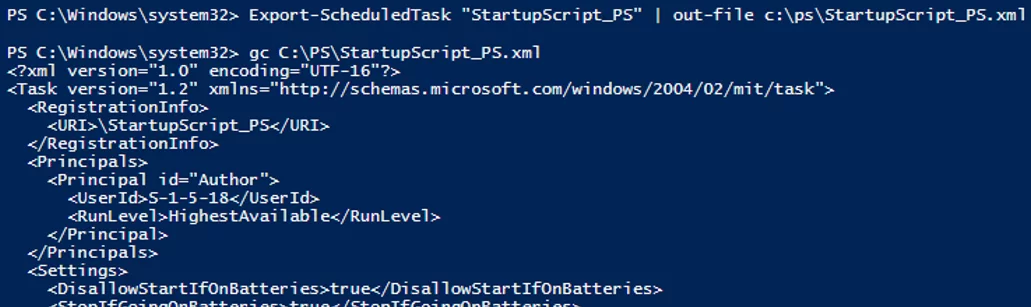 PS C:\Windows\system32> Export-ScheduledTask "StartupScript_PS" | out-file c:\ps\StartupScript_PS.xml
PS C:\Windows\system32> gc C:\PS\StartupScript_PS.xml
<?xml version="1.0" encoding="UTF-16"?>
<Task version="1.2" xmlns="http://schemas.microsoft.com/windows/2004/02/mit/task">
  <RegistrationInfo>
    <URI>\StartupScript_PS</URI>
  </RegistrationInfo>
  <Principals>
    <Principal id="Author">
      <UserId>S-1-5-18</UserId>
      <RunLevel>HighestAvailable</RunLevel>
    </Principal>
  </Principals>
  <Settings>
    <DisallowStartIfOnBatteries>true</DisallowStartIfOnBatteries>
    <StopIfGoingOnBatteries>true</StopIfGoingOnBatteries>